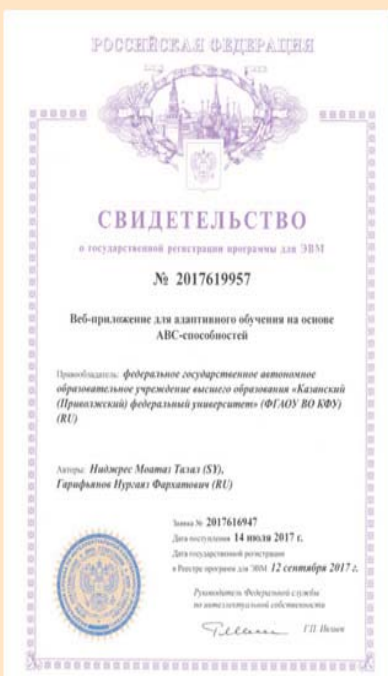 РОССИЙСКАЯ ФЕДЕРАЦИЯ
СВИДЕТЕЛЬСТВО
о государственной регистрации программы для ЭВМ
№ 2017619957
Веб-приложение для адаптивного обучения на основе
АВС-способностей
Правообладатель: федеральное государственное автономное
образовательное учреждение высшего образования «Казанский
(Приволжский) федеральный университет» (ФГАОУ ВО КФУ)
(RU)
Авторы: Ниджрес Моатаз Талал (SY),
Гарифьянов Нургаяз Фархатович (RU)
Заявка № 2017616947
Дата поступления 14 июля 2017 г.
Дата государственной регистрации
в Реестре программ для ЭВМ 12 сентября 2017 г.
Руководитель Федеральной службы
по интеллектуальной собственности
Г.П. Ивлиев